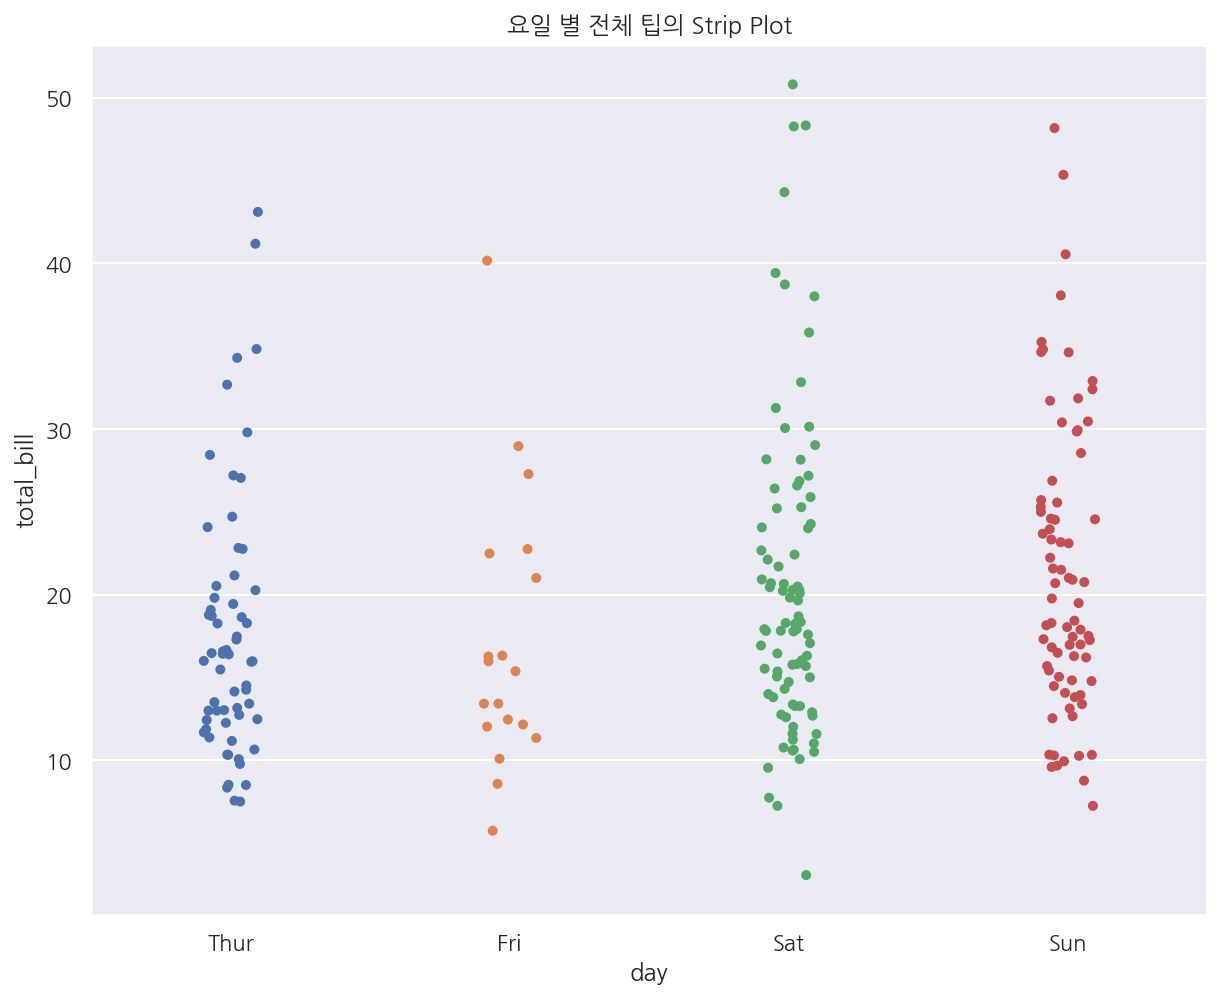 요일 별 전체 팁의 Strip Plot
50
40
30
20
10
total_bill
Thur Fri Sat Sun
day